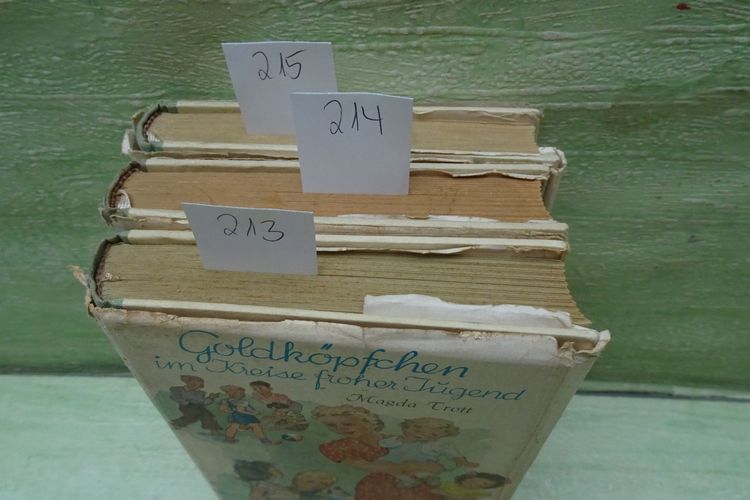 215
214
213
Goldköpfchen
im Kreise froher Jugend
Magda Trott